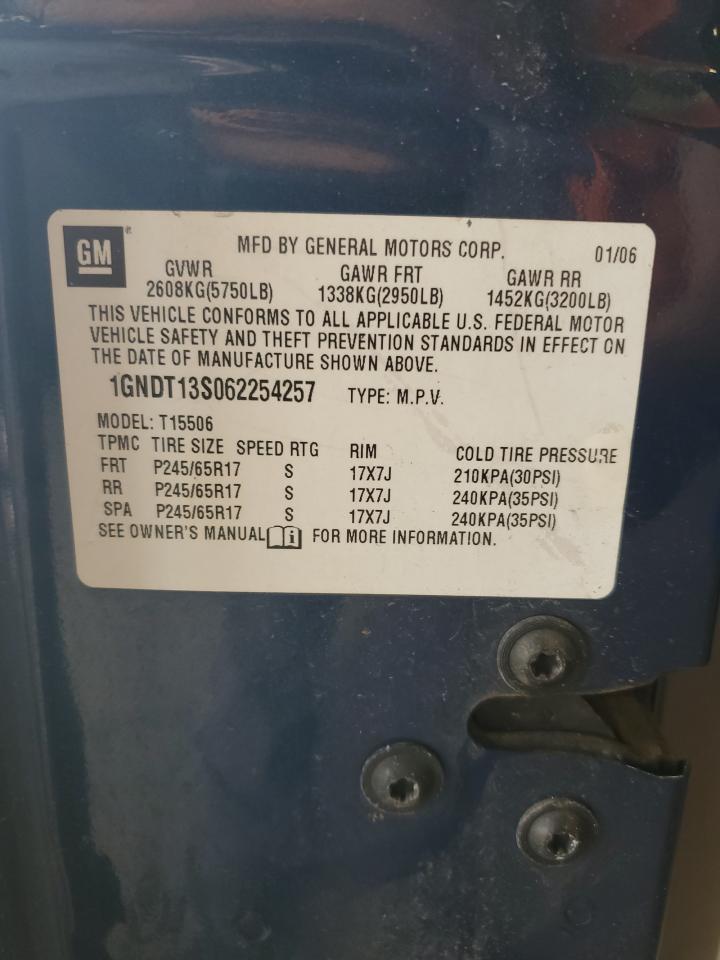 GM
MFD BY GENERAL MOTORS CORP. 01/06
GVWR GAWR FRT GAWR RR
2608KG(5750LB) 1338KG(2950LB) 1452KG(3200LB)
THIS VEHICLE CONFORMS TO ALL APPLICABLE U.S. FEDERAL MOTOR
VEHICLE SAFETY AND THEFT PREVENTION STANDARDS IN EFFECT ON
THE DATE OF MANUFACTURE SHOWN ABOVE.
1GNDT13S062254257 TYPE: M.P.V.
MODEL: T15506
TPMC TIRE SIZE SPEED RTG RIM COLD TIRE PRESSURE
FRT P245/65R17 S 17X7J 210KPA(30PSI)
RR P245/65R17 S 17X7J 240KPA(35PSI)
SPA P245/65R17 S 17X7J 240KPA(35PSI)
SEE OWNER'S MANUAL FOR MORE INFORMATION.